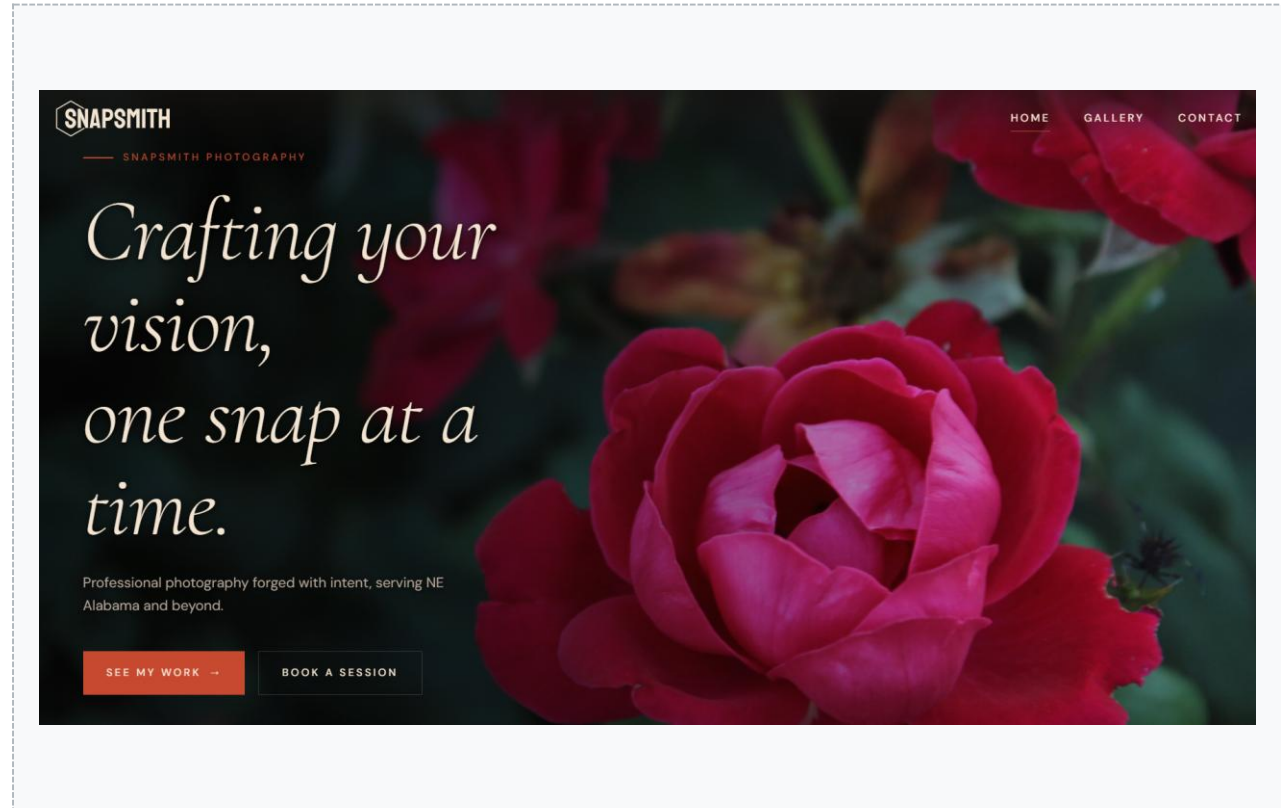 SNAPSMITH
HOME GALLERY CONTACT
SNAPSMITH PHOTOGRAPHY
Crafting your
vision,
one snap at a
time.
Professional photography forged with intent, serving NE
Alabama and beyond.
SEE MY WORK → BOOK A SESSION